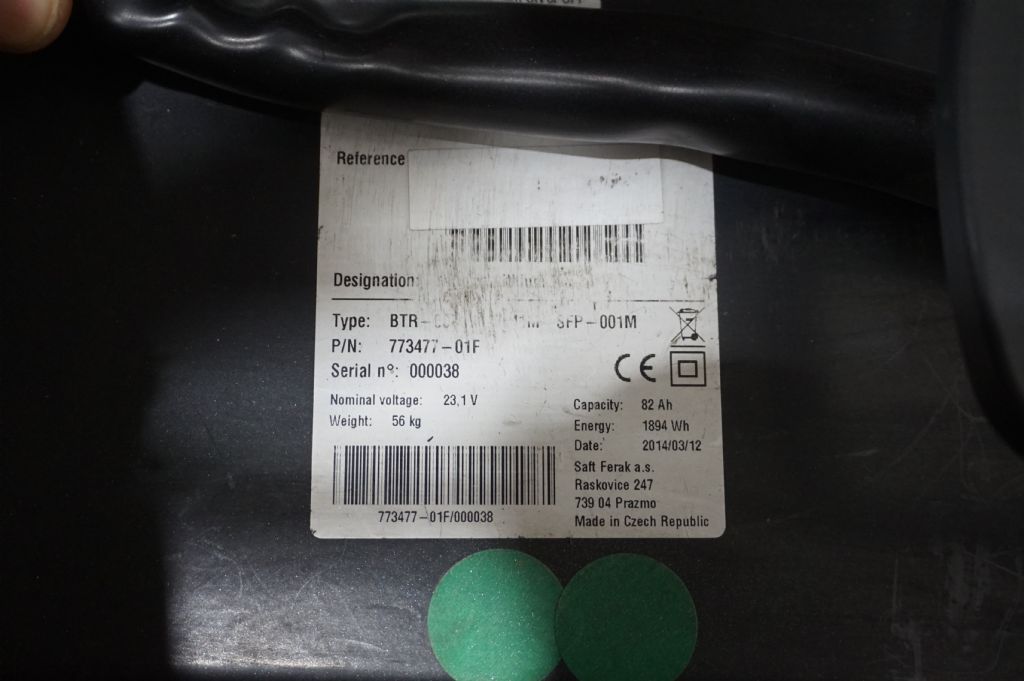 Reference
Designation:
Type: BTR- SFP-001M
P/N: 773477-01F
Serial nº: 000038
Nominal voltage: 23,1 V
Weight: 56 kg
Capacity: 82 Ah
Energy: 1894 Wh
Date: 2014/03/12
Saft Ferak a.s.
Raskovice 247
739 04 Prazmo
Made in Czech Republic
773477-01F/000038